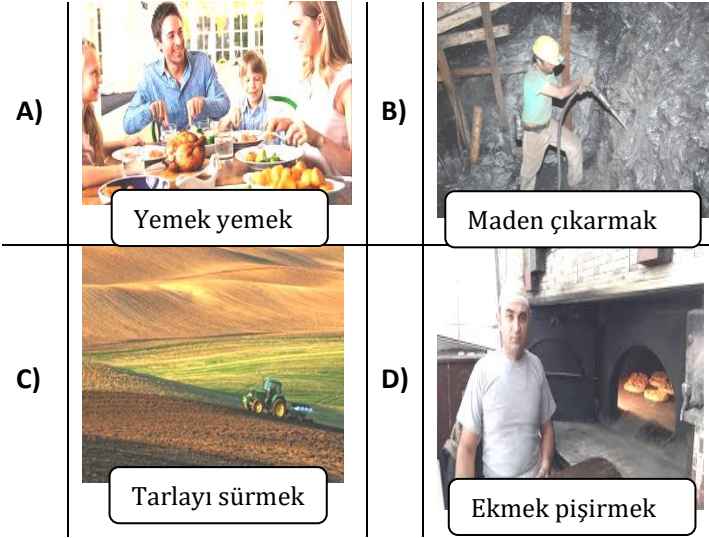 A)
Yemek yemek
B)
Maden çıkarmak
C)
Tarlayı sürmek
D)
Ekmek pişirmek